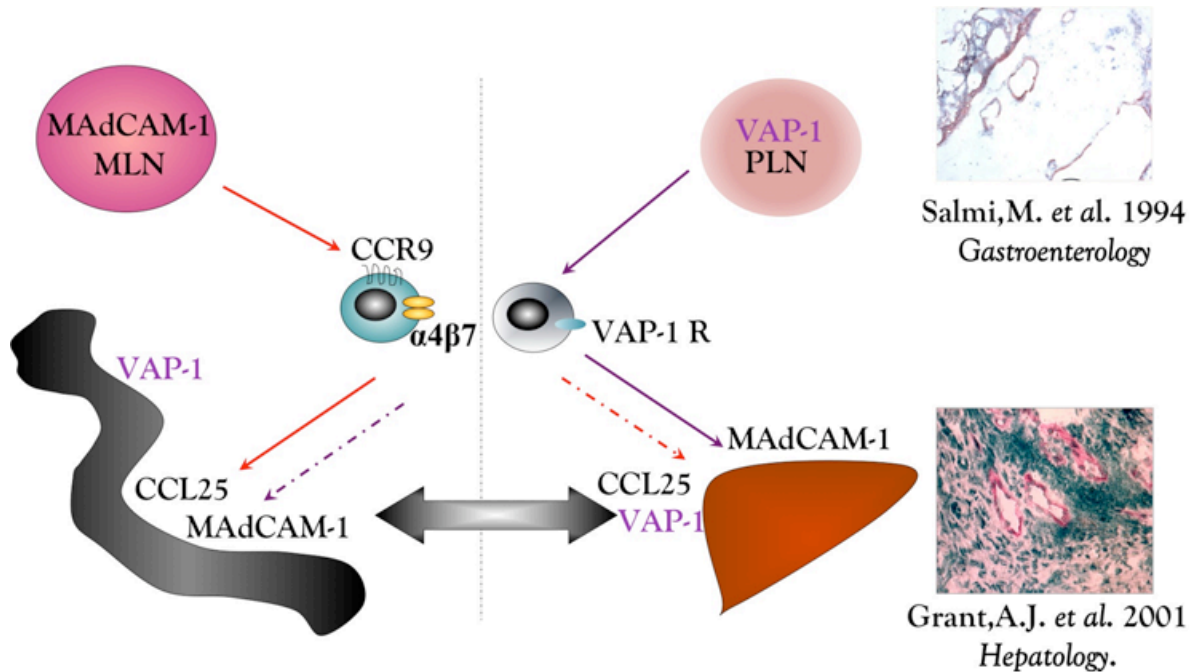 MAdCAM-1
MLN
VAP-1
PLN
Salmi,M. et al. 1994
Gastroenterology
CCR9
α4β7
VAP-1 R
VAP-1
CCL25
MAdCAM-1
MAdCAM-1
CCL25
VAP-1
Grant,A.J. et al. 2001
Hepatology.